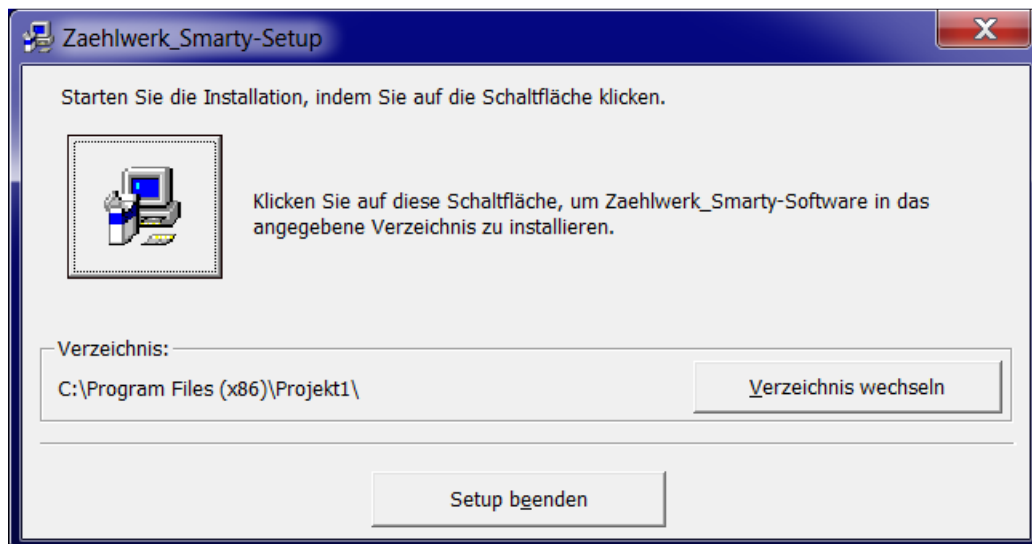 Zaehlwerk_Smarty-Setup
Starten Sie die Installation, indem Sie auf die Schaltfläche klicken.
Klicken Sie auf diese Schaltfläche, um Zaehlwerk_Smarty-Software in das
angegebene Verzeichnis zu installieren.
Verzeichnis:
C:\Program Files (x86)\Projekt1\
Verzeichnis wechseln
Setup beenden